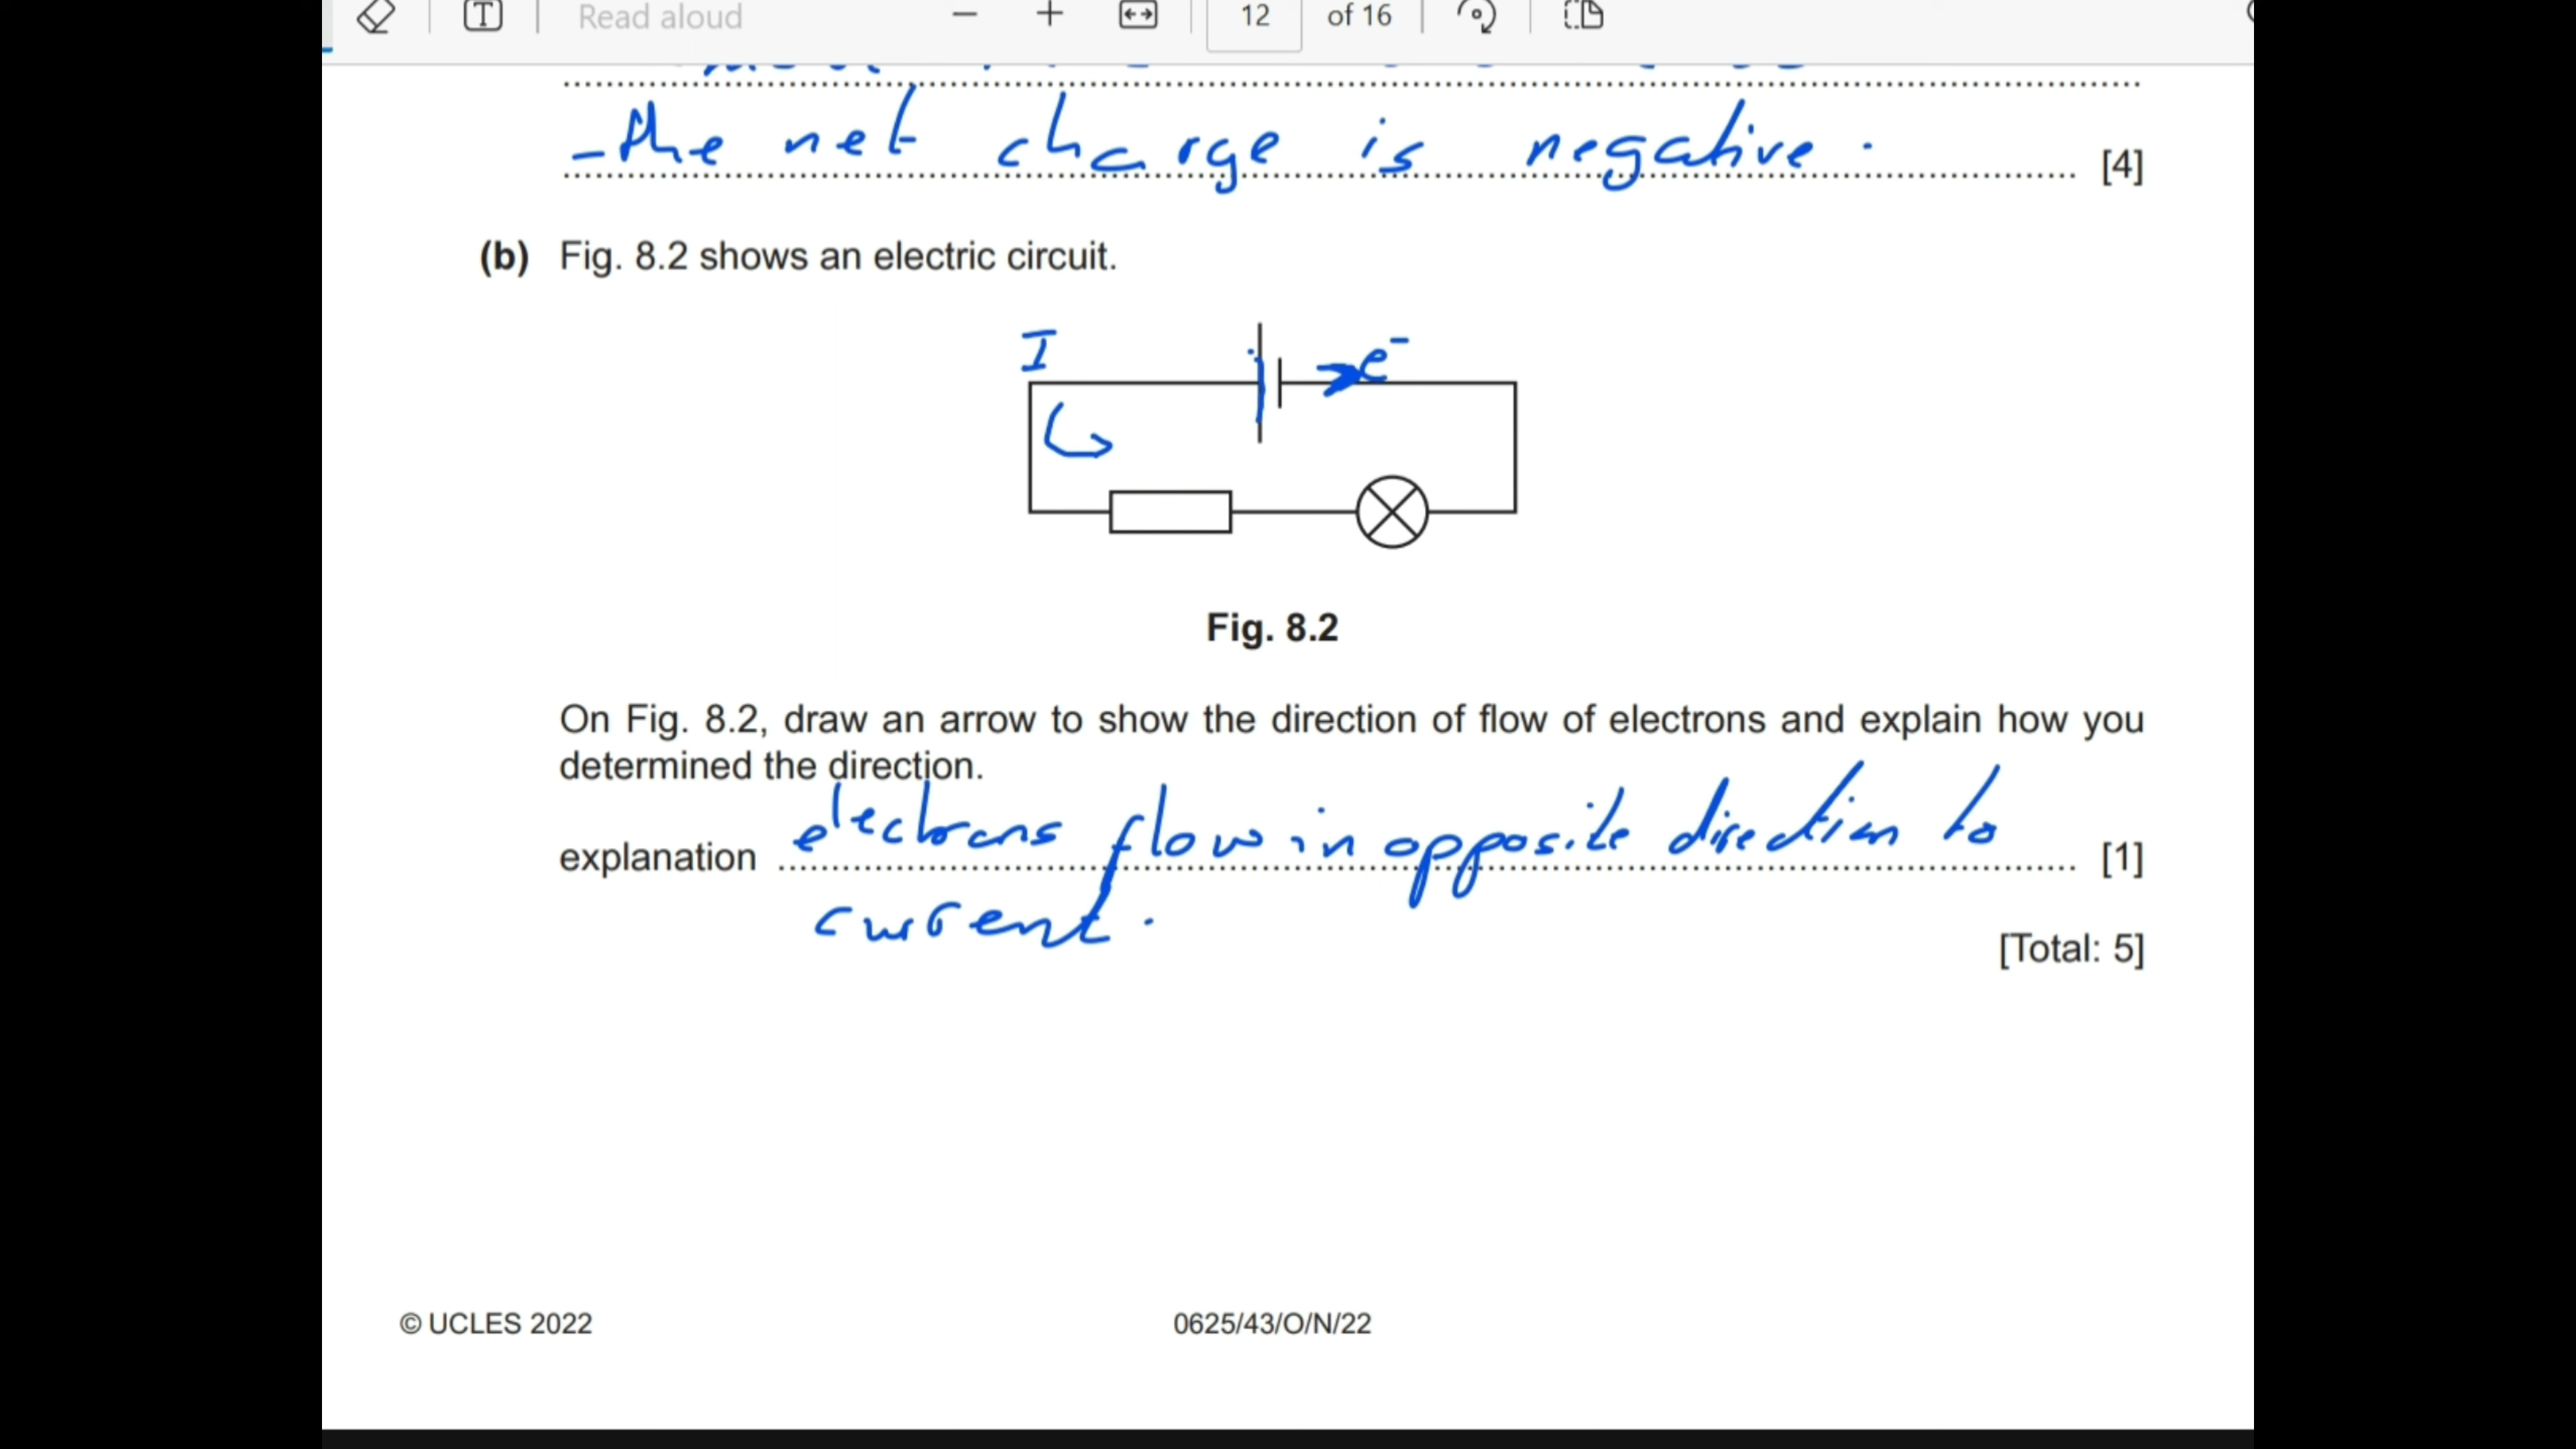 Read aloud
12 of 16
-the net charge is negative. [4]
(b) Fig. 8.2 shows an electric circuit.
I
e⁻
Fig. 8.2
On Fig. 8.2, draw an arrow to show the direction of flow of electrons and explain how you
determined the direction.
explanation electrons flow in opposite direction to [1]
current.
[Total: 5]
© UCLES 2022
0625/43/O/N/22